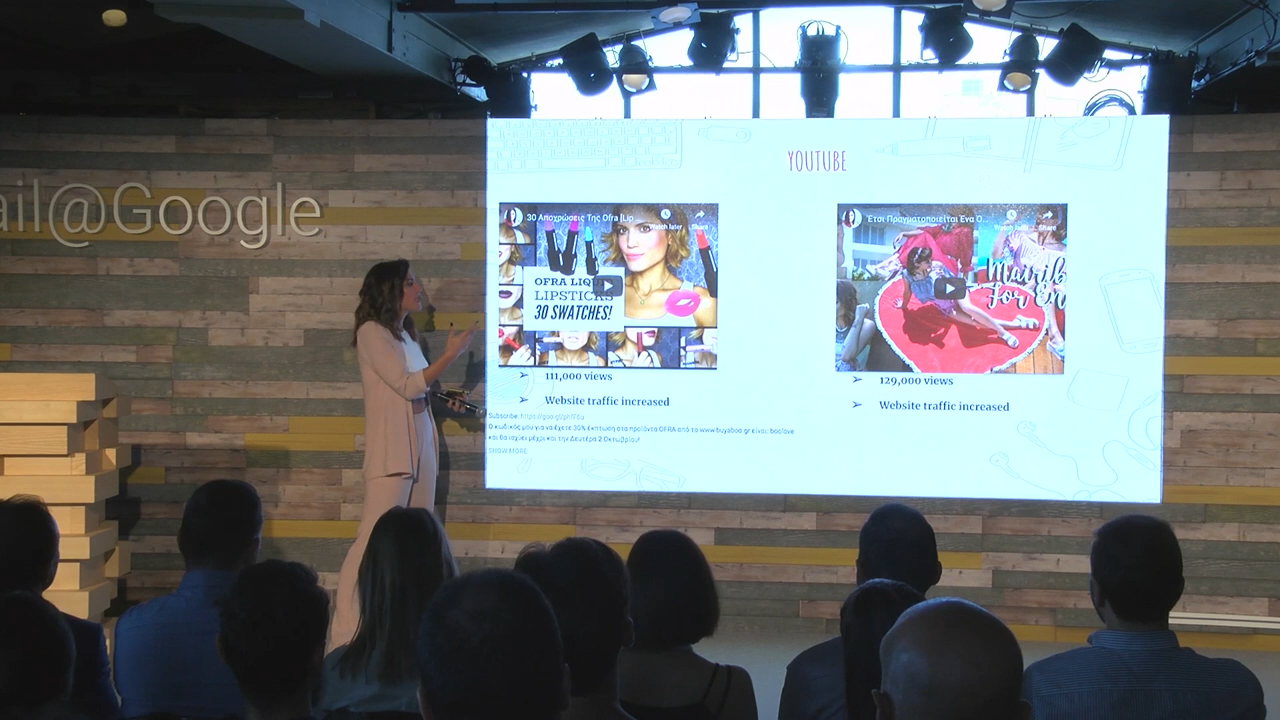 ail@Google
YOUTUBE
30 Αποχρώσεις Της Ofra |Lip...
Watch later
Share
OFRA LIQU
LIPSTICKS
30 SWATCHES!
111,000 views
Website traffic increased
Subscribe:
Ο κωδικός μου για να έχετε 30% έκπτωση στα προϊόντα OFRA από το www.buyaboo.gr είναι: boolove
και θα ισχύει μέχρι και την Δευτέρα 2 Οκτωβρίου!
SHOW MORE
Έτσι Πραγματοποιείται Ένα Ό...
Watch later
Share
For Er
129,000 views
Website traffic increased